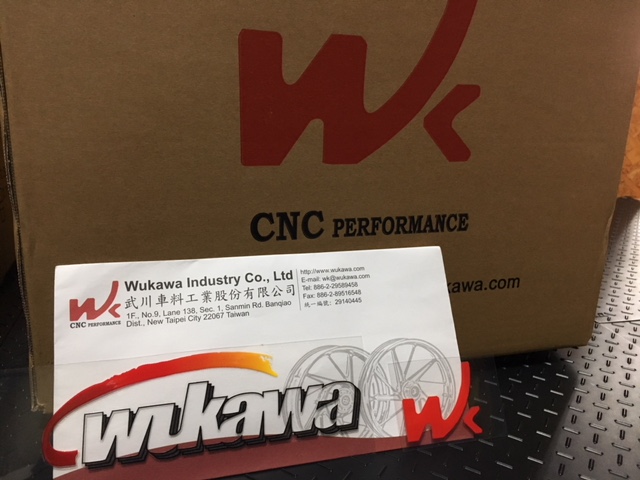 Wk
CNC PERFORMANCE
kawa.com
Wk
CNC PERFORMANCE
Wukawa Industry Co., Ltd
武川車料工業股份有限公司
1F., No.9, Lane 138, Sec. 1, Sanmin Rd. Banqiao
Dist., New Taipei City 22067 Taiwan
http://www.wukawa.com
E-mail: wk@wukawa.com
Tel: 886-2-29589458
Fax: 886-2-89516548
統一編號: 29140445
wukawa
Wk